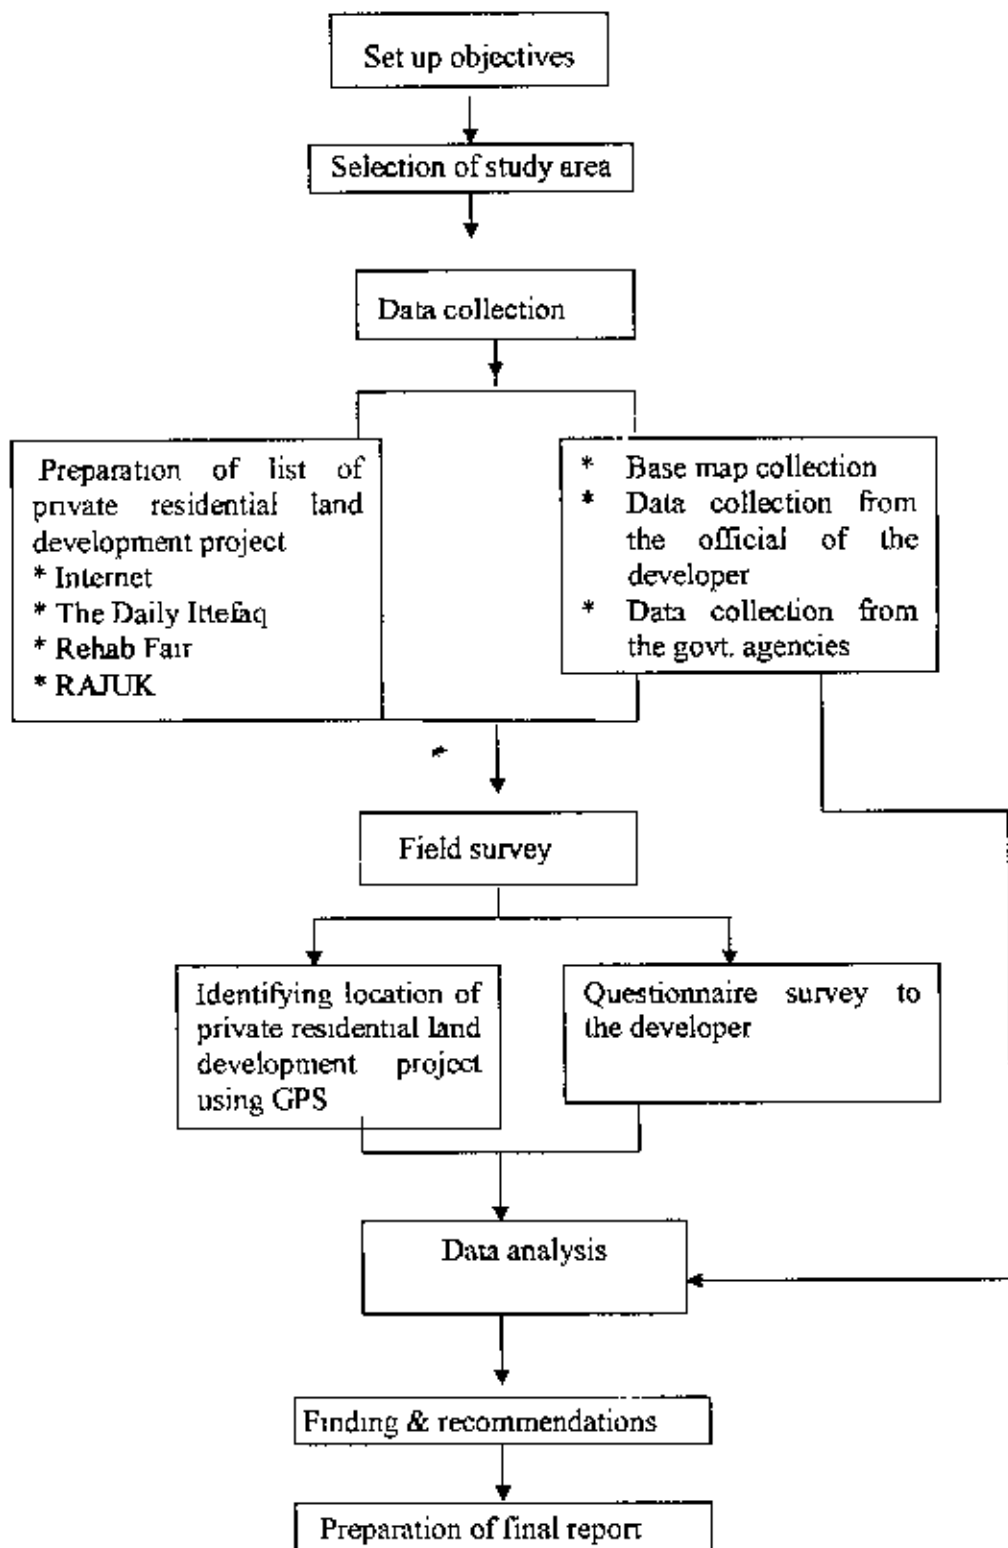 Set up objectives
Selection of study area
Data collection
Preparation of list of
private residential land
development project
* Internet
* The Daily Ittefaq
* Rehab Fair
* RAJUK
* Base map collection
* Data collection from
the official of the
developer
* Data collection from
the govt. agencies
Field survey
Identifying location of
private residential land
development project
using GPS
Questionnaire survey to
the developer
Data analysis
Finding & recommendations
Preparation of final report